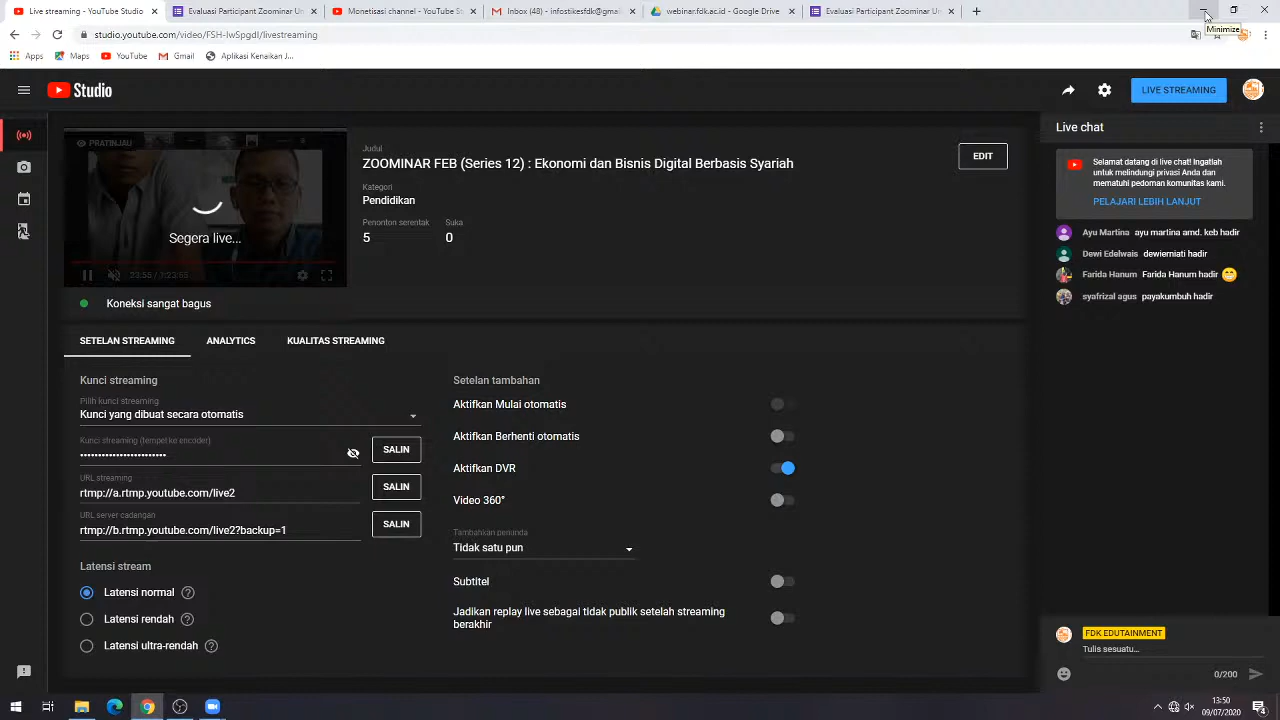 Live streaming - YouTube Studio
Evaluasi Participant Zoominar Un
Monetisasi channel - YouTube St
Inbox (48) - infostikesfdk@gmail
webinar.fdk.ac.id - Google Drive
Evaluasi Participant Zoominar Un
studio.youtube.com/video/FSH-IwSpgdI/livestreaming
Minimize
Apps
Maps
YouTube
Gmail
Aplikasi Kenaikan J...
Studio
LIVE STREAMING
PRATINJAU
Segera live...
23:55 / 1:23:55
Judul
ZOOMINAR FEB (Series 12) : Ekonomi dan Bisnis Digital Berbasis Syariah
EDIT
Kategori
Pendidikan
Penonton serentak
Suka
5
0
Koneksi sangat bagus
SETELAN STREAMING
ANALYTICS
KUALITAS STREAMING
Kunci streaming
Pilih kunci streaming
Kunci yang dibuat secara otomatis
Kunci streaming (tempel ke encoder)
SALIN
URL streaming
rtmp://a.rtmp.youtube.com/live2
SALIN
URL server cadangan
rtmp://b.rtmp.youtube.com/live2?backup=1
SALIN
Latensi stream
Latensi normal
Latensi rendah
Latensi ultra-rendah
Setelan tambahan
Aktifkan Mulai otomatis
Aktifkan Berhenti otomatis
Aktifkan DVR
Video 360°
Tambahkan penunda
Tidak satu pun
Subtitel
Jadikan replay live sebagai tidak publik setelah streaming
berakhir
Live chat
Selamat datang di live chat! Ingatlah
untuk melindungi privasi Anda dan
mematuhi pedoman komunitas kami.
PELAJARI LEBIH LANJUT
Ayu Martina ayu martina amd. keb hadir
Dewi Edelwais dewierniati hadir
Farida Hanum Farida Hanum hadir
syafrizal agus payakumbuh hadir
FDK EDUTAINMENT
Tulis sesuatu...
0/200
13:50
09/07/2020
4